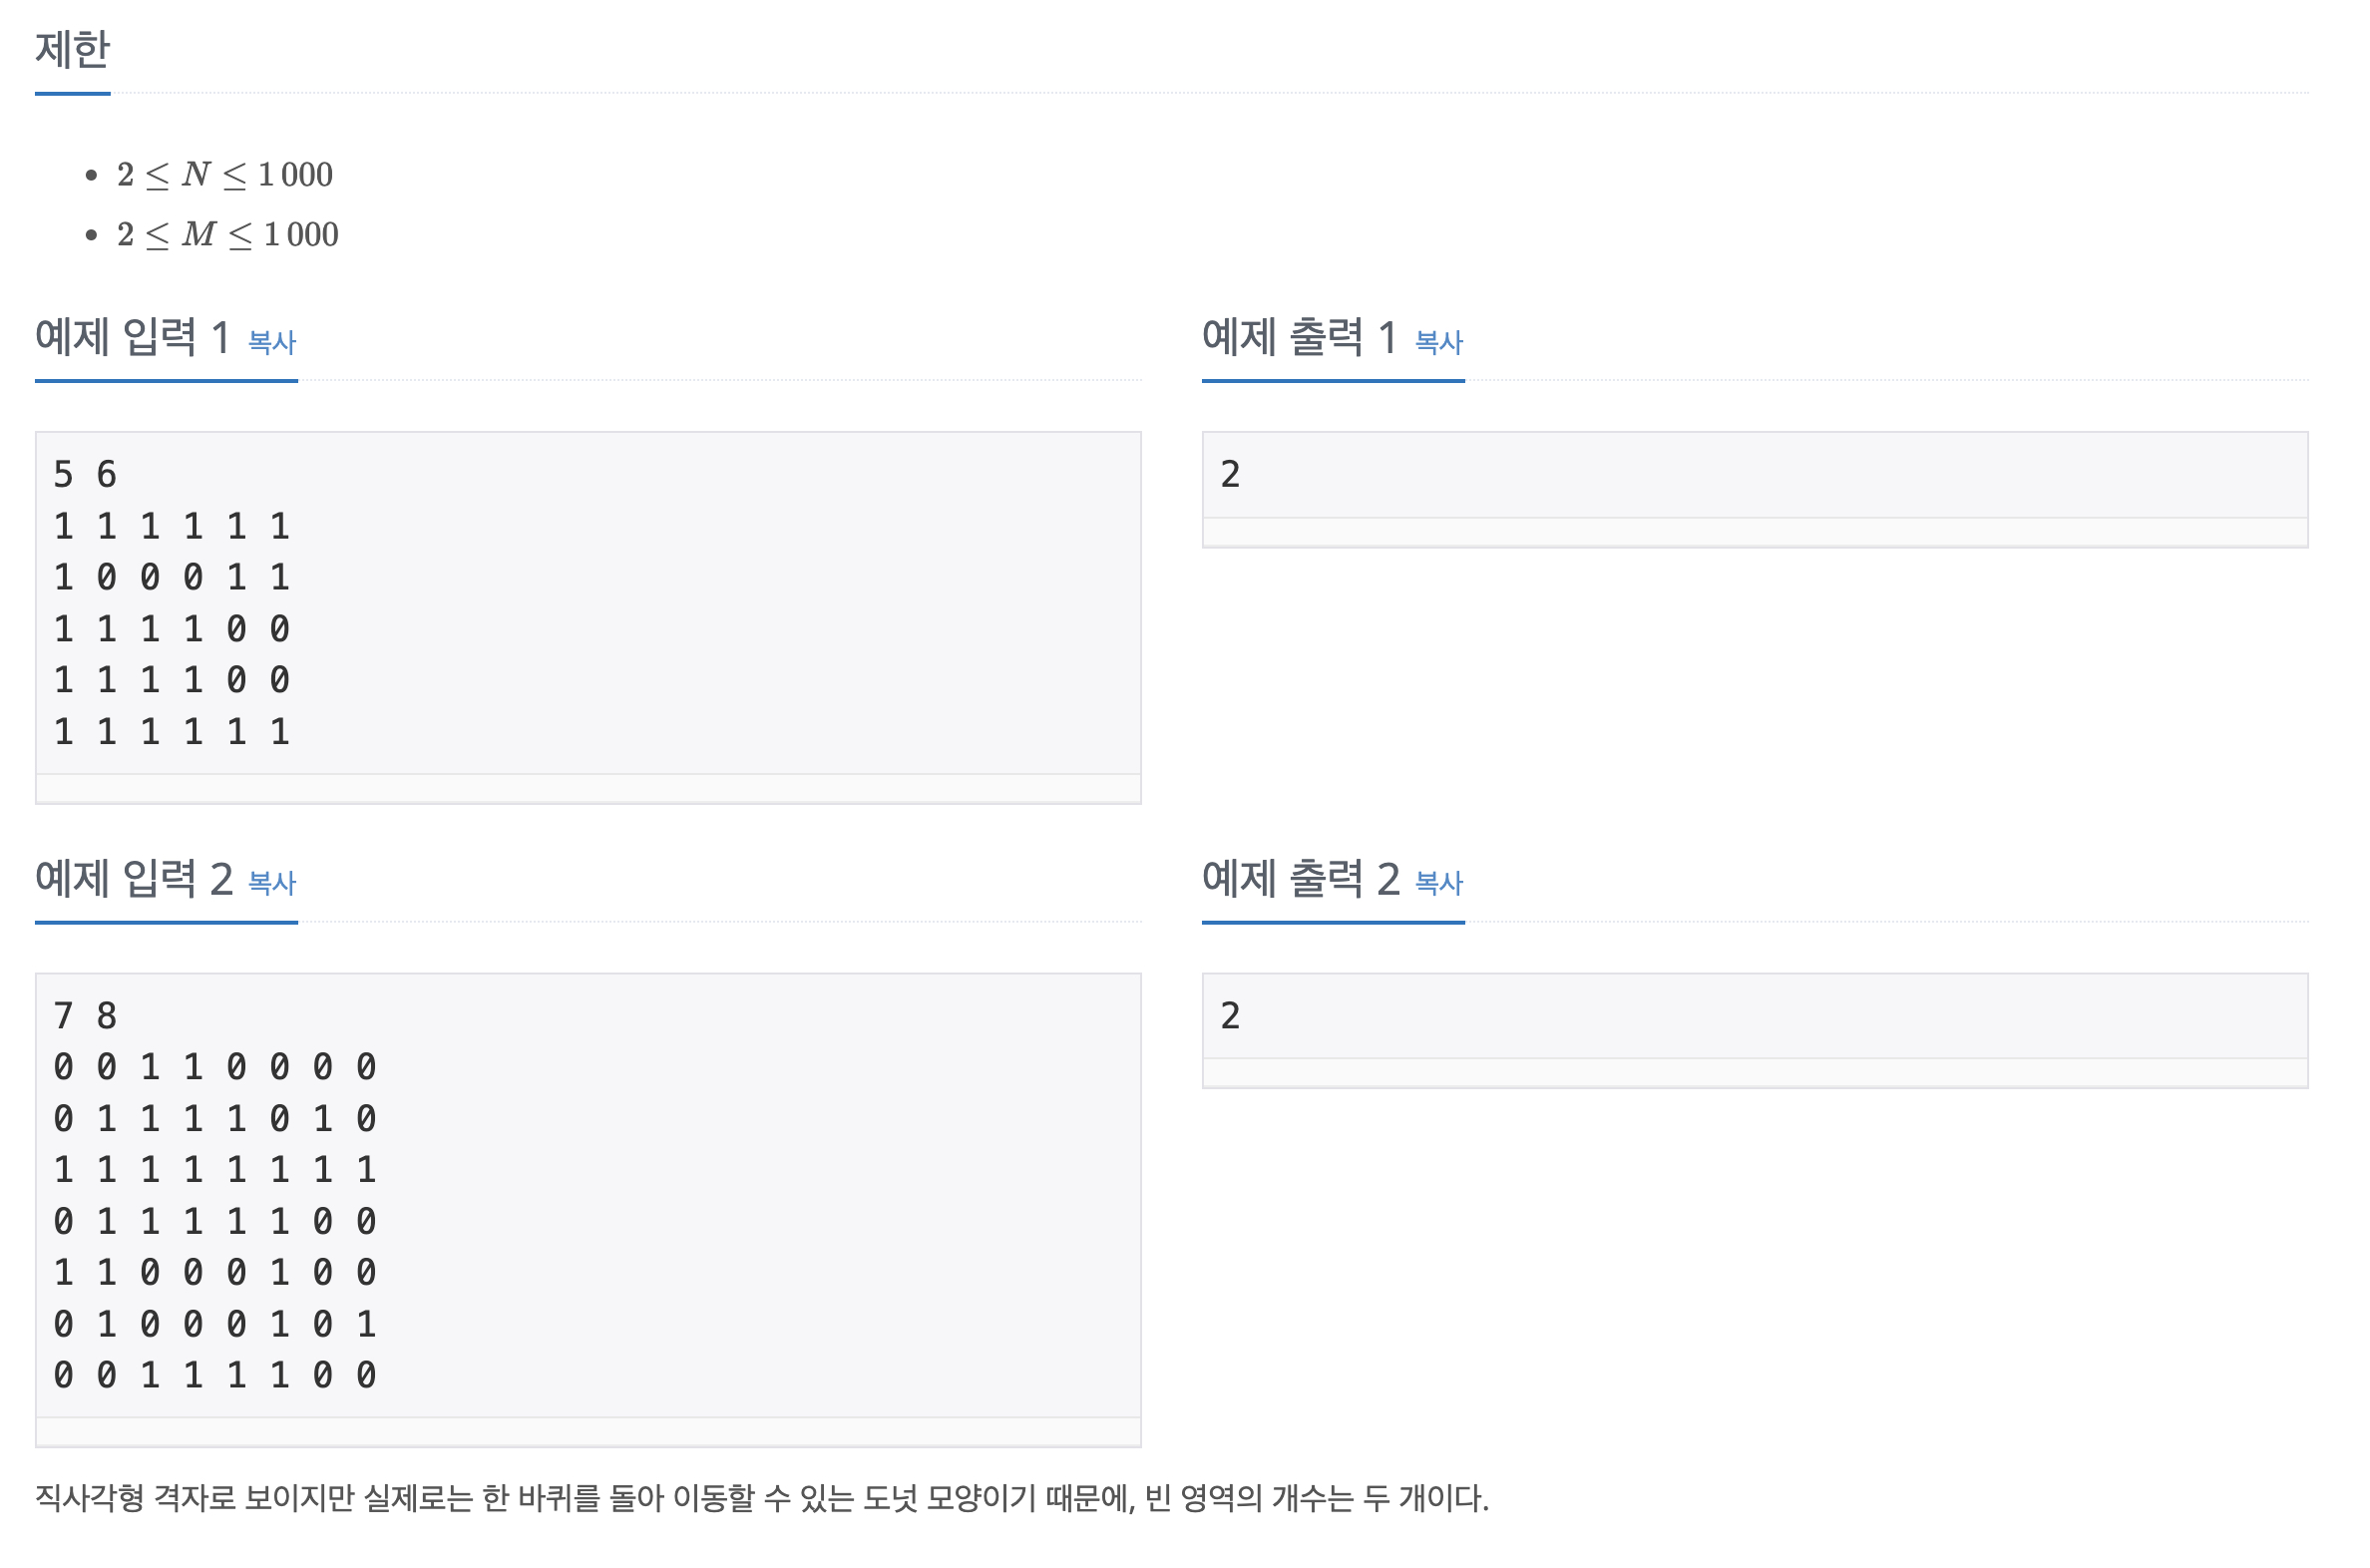 제한
• 2 ≤ N ≤ 1 000
• 2 ≤ M ≤ 1 000
예제 입력 1 복사
5 6
1 1 1 1 1 1
1 0 0 0 1 1
1 1 1 1 0 0
1 1 1 1 0 0
1 1 1 1 1 1
예제 출력 1 복사
2
예제 입력 2 복사
7 8
0 0 1 1 0 0 0 0
0 1 1 1 1 0 1 0
1 1 1 1 1 1 1 1
0 1 1 1 1 1 0 0
1 1 0 0 0 1 0 0
0 1 0 0 0 1 0 1
0 0 1 1 1 1 0 0
예제 출력 2 복사
2
직사각형 격자로 보이지만 실제로는 한 바퀴를 돌아 이동할 수 있는 도넛 모양이기 때문에, 빈 영역의 개수는 두 개이다.